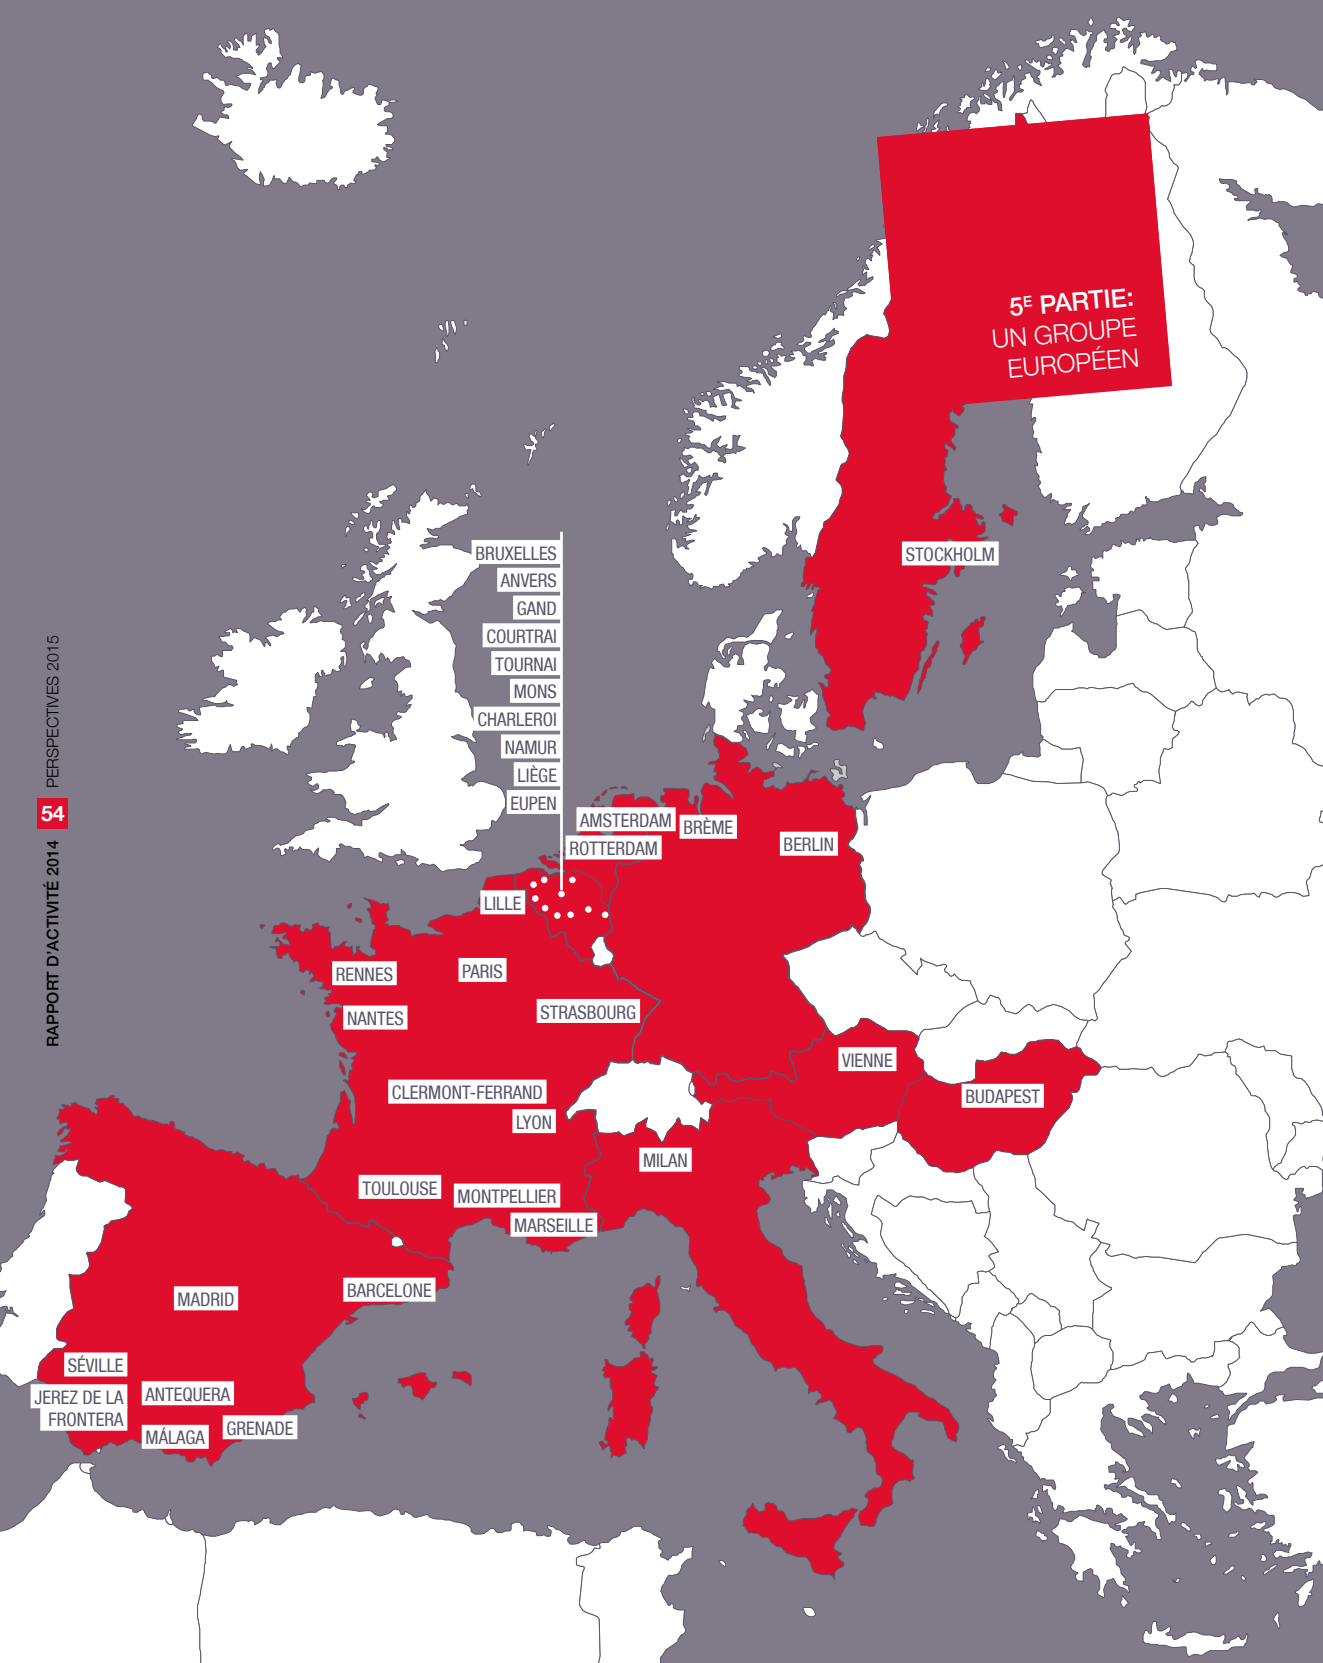 5E PARTIE:
UN GROUPE
EUROPÉEN
STOCKHOLM
BRUXELLES
ANVERS
GAND
COURTRAI
TOURNAI
MONS
CHARLEROI
NAMUR
LIÈGE
EUPEN
AMSTERDAM
BRÈME
ROTTERDAM
BERLIN
LILLE
RENNES
PARIS
STRASBOURG
NANTES
VIENNE
CLERMONT-FERRAND
BUDAPEST
LYON
MILAN
TOULOUSE
MONTPELLIER
MARSEILLE
BARCELONE
MADRID
SÉVILLE
JEREZ DE LA
FRONTERA
ANTEQUERA
MÁLAGA
GRENADE
RAPPORT D'ACTIVITÉ 2014 54 PERSPECTIVES 2015